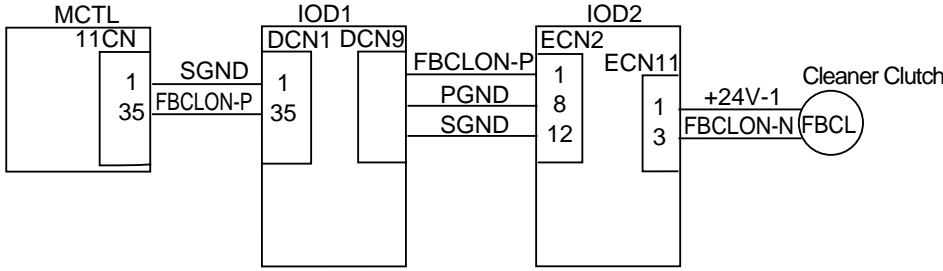 MCTL
IOD1
IOD2
11CN
DCN1 DCN9
ECN2
ECN11
Cleaner Clutch
1 SGND 1
35 FBCLON-P 35
FBCLON-P 1
PGND 8
SGND 12
1 +24V-1
3 FBCLON-N FBCL